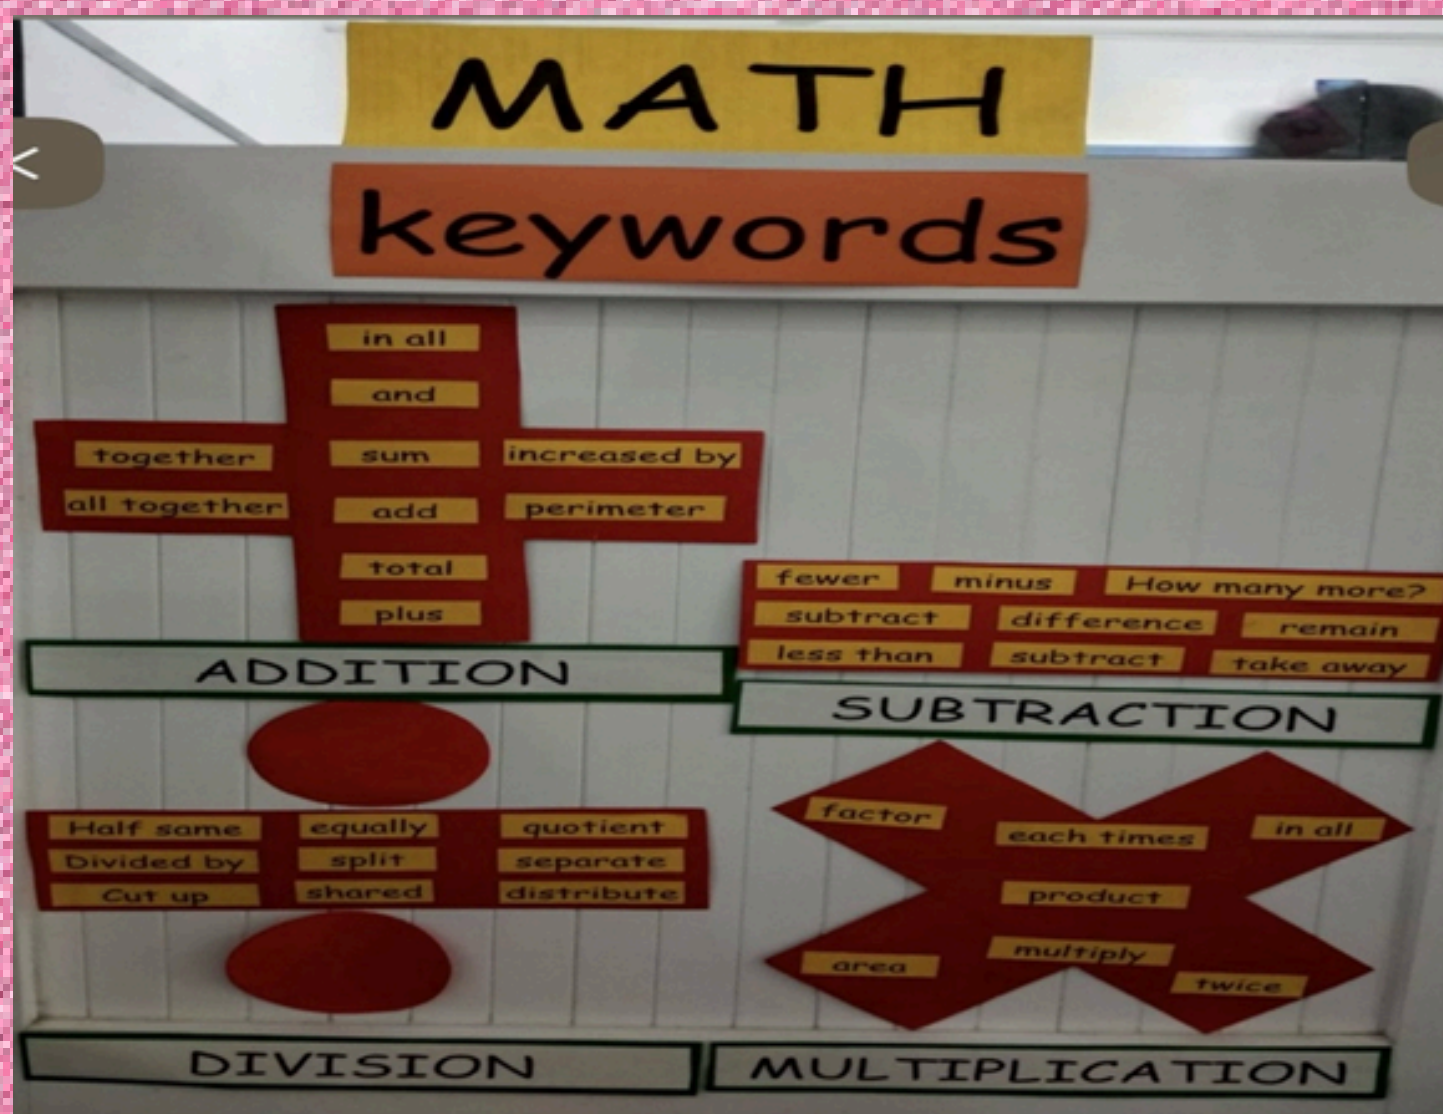 MATH
keywords
in all
and
together sum increased by
all together add perimeter
total
plus
ADDITION
fewer minus How many more?
subtract difference remain
less than subtract take away
SUBTRACTION
Half same equally quotient
Divided by split separate
Cut up shared distribute
DIVISION
factor each times in all
product
area multiply twice
MULTIPLICATION